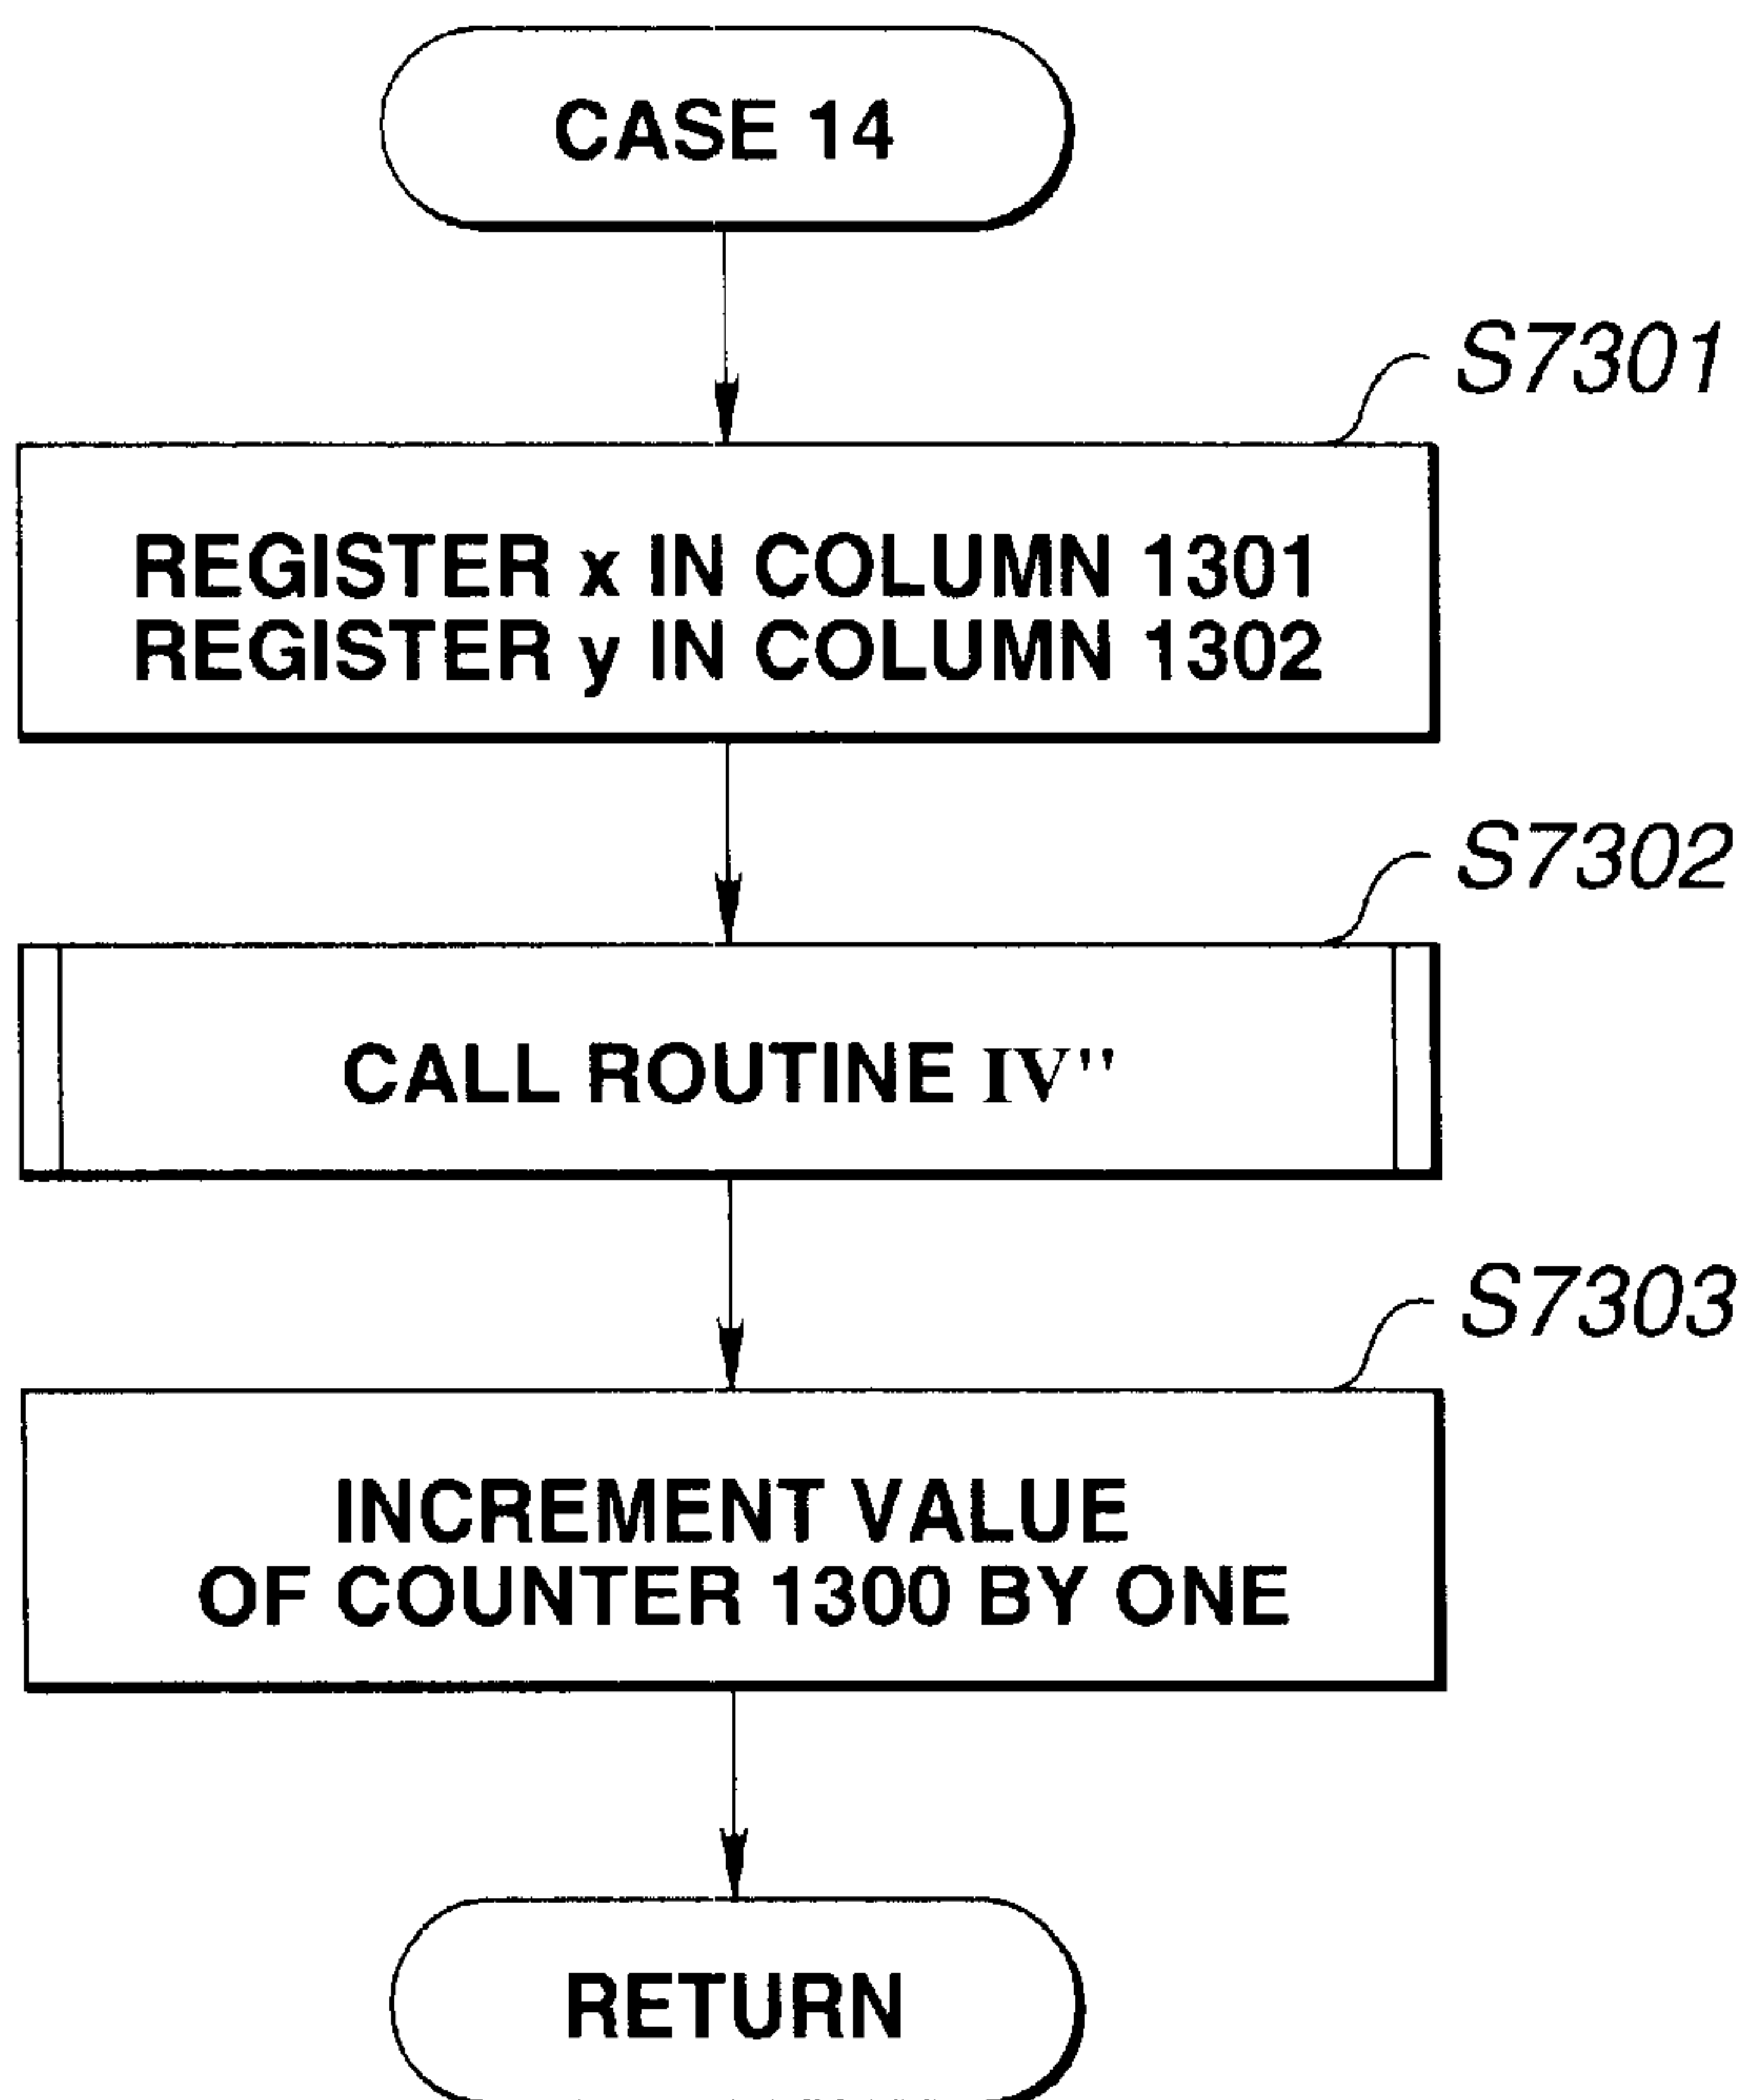 CASE 14
S7301
REGISTER x IN COLUMN 1301
REGISTER y IN COLUMN 1302
S7302
CALL ROUTINE IV''
S7303
INCREMENT VALUE
OF COUNTER 1300 BY ONE
RETURN